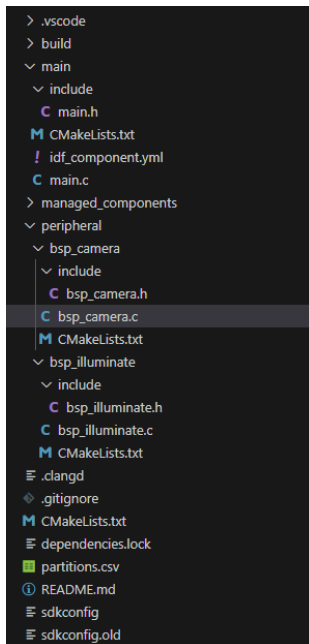 .vscode
build
main
include
main.h
CMakeLists.txt
idf_component.yml
main.c
managed_components
peripheral
bsp_camera
include
bsp_camera.h
bsp_camera.c
CMakeLists.txt
bsp_illuminate
include
bsp_illuminate.h
bsp_illuminate.c
CMakeLists.txt
.clangd
.gitignore
CMakeLists.txt
dependencies.lock
partitions.csv
README.md
sdkconfig
sdkconfig.old